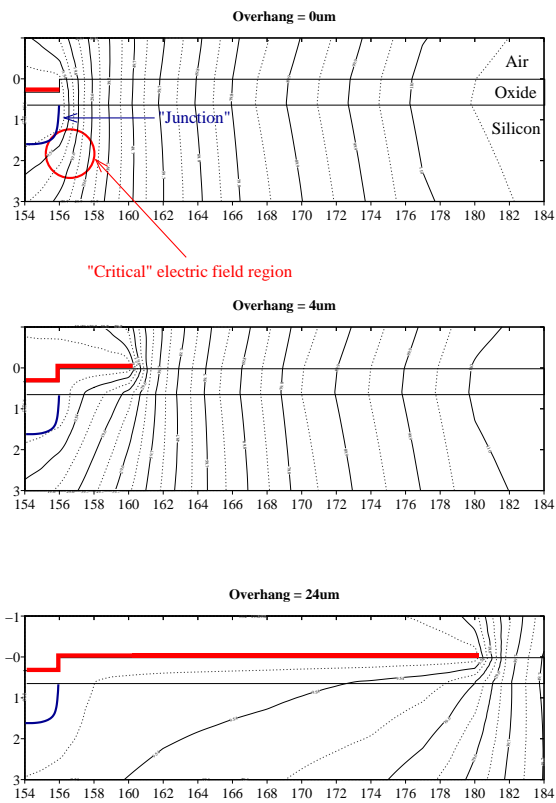 Overhang = 0um
Air
0
Oxide
1
"Junction"
Silicon
2
3
154 156 158 160 162 164 166 168 170 172 174 176 178 180 182 184
"Critical" electric field region
Overhang = 4um
0
1
2
3
154 156 158 160 162 164 166 168 170 172 174 176 178 180 182 184
Overhang = 24um
−1
−0
1
2
3
154 156 158 160 162 164 166 168 170 172 174 176 178 180 182 184